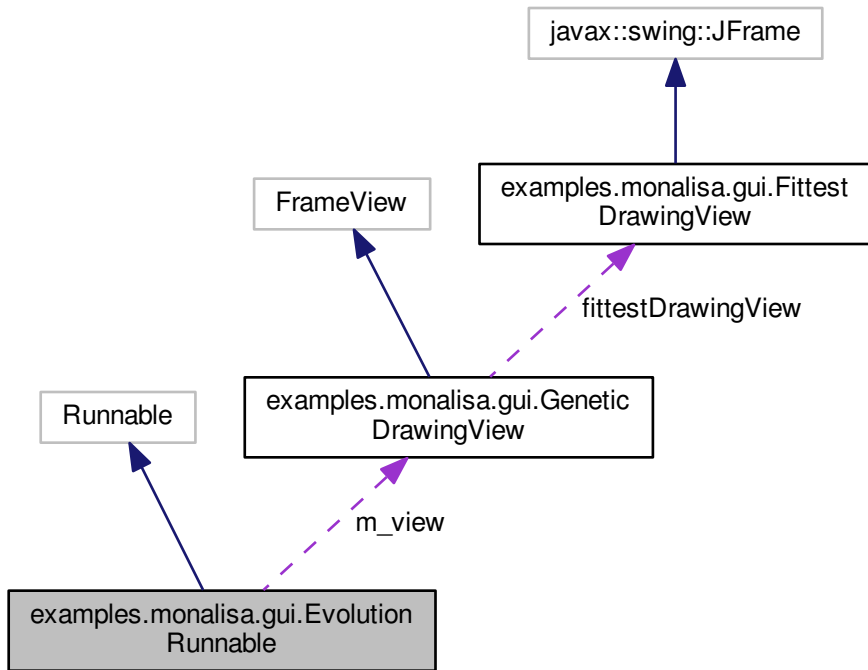 javax::swing::JFrame
examples.monalisa.gui.Fittest
DrawingView
FrameView
fittestDrawingView
examples.monalisa.gui.Genetic
DrawingView
Runnable
m_view
examples.monalisa.gui.Evolution
Runnable